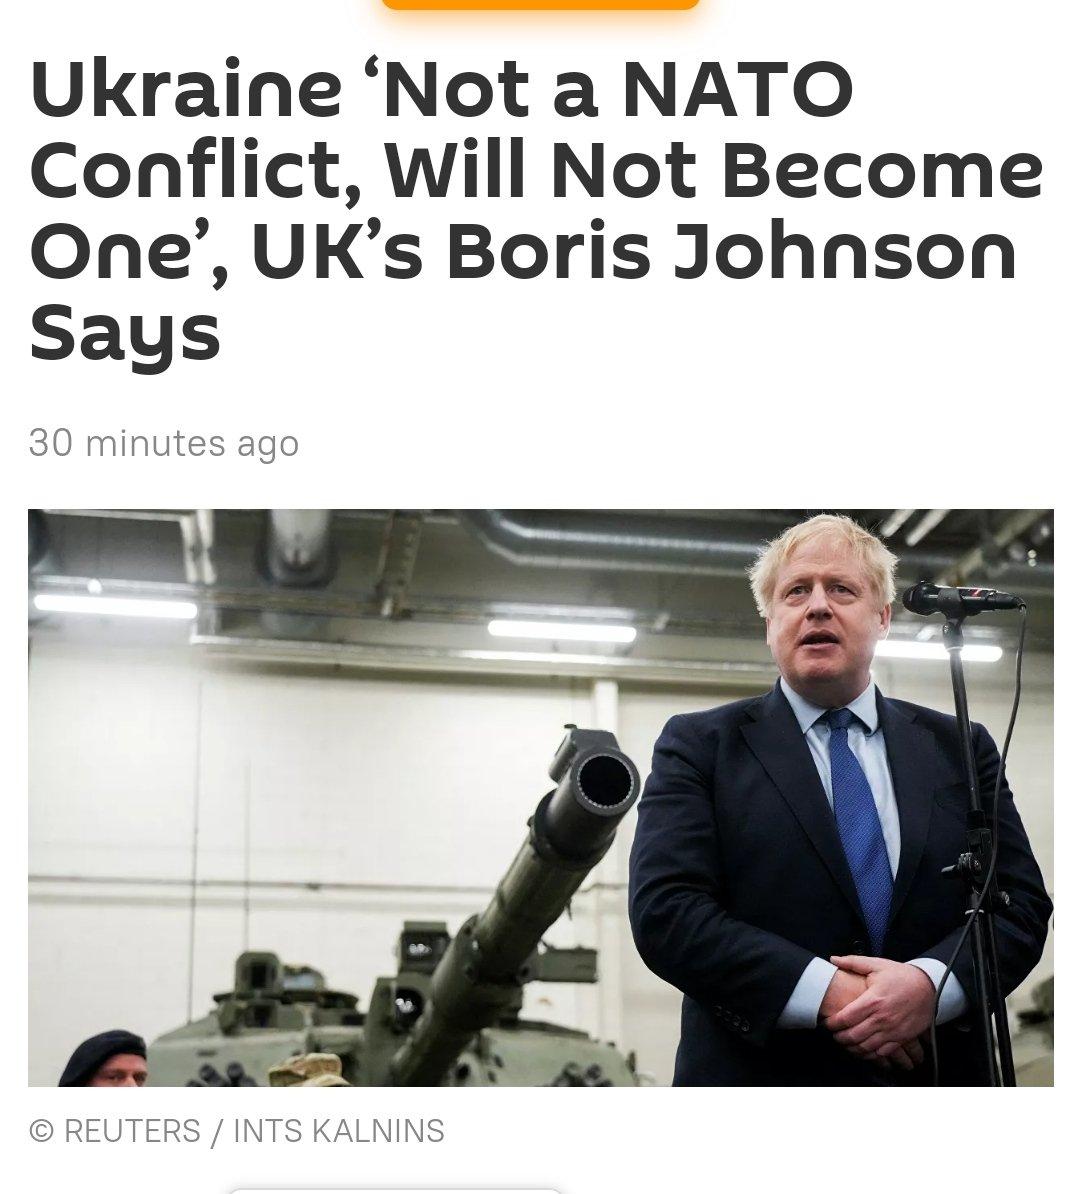 Ukraine ‘Not a NATO
Conflict, Will Not Become
One’, UK’s Boris Johnson
Says
30 minutes ago
© REUTERS / INTS KALNINS